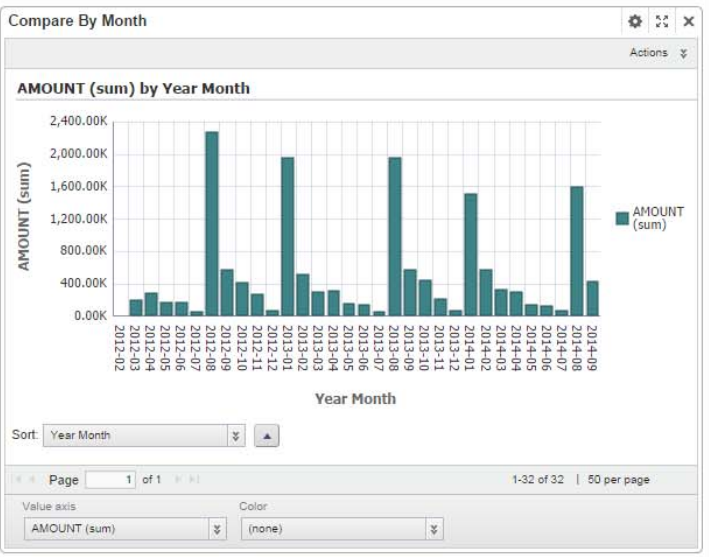 Compare By Month
Actions
AMOUNT (sum) by Year Month
2,400.00K
2,000.00K
1,600.00K
1,200.00K
800.00K
400.00K
0.00K
AMOUNT (sum)
AMOUNT
(sum)
2012-02
2012-03
2012-04
2012-05
2012-06
2012-07
2012-08
2012-09
2012-10
2012-11
2012-12
2013-01
2013-02
2013-03
2013-04
2013-05
2013-06
2013-07
2013-08
2013-09
2013-10
2013-11
2013-12
2014-01
2014-02
2014-03
2014-04
2014-05
2014-06
2014-07
2014-08
2014-09
Year Month
Sort: Year Month
Page 1 of 1 1-32 of 32 | 50 per page
Value axis Color
AMOUNT (sum) (none)